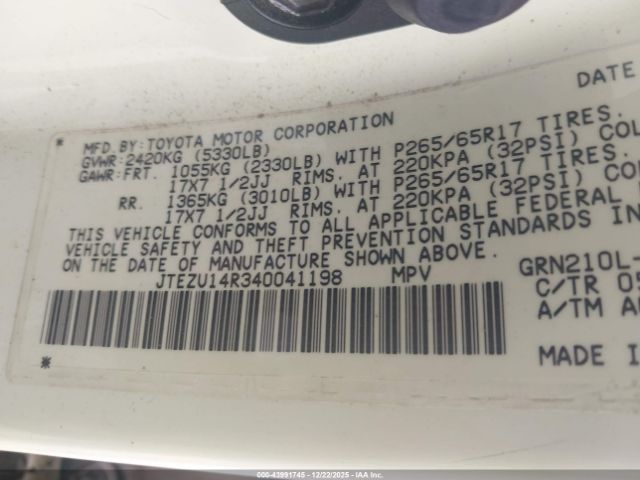 DATE
MFD.BY:TOYOTA MOTOR CORPORATION
GVWR:2420KG (5330LB)
GAWR:FRT. 1055KG (2330LB) WITH P265/65R17 TIRES.
17X7 1/2JJ RIMS. AT 220KPA (32PSI) COL
RR. 1365KG (3010LB) WITH P265/65R17 TIRES.
17X7 1/2JJ RIMS. AT 220KPA (32PSI) CO
THIS VEHICLE CONFORMS TO ALL APPLICABLE FEDERAL
VEHICLE SAFETY AND THEFT PREVENTION STANDARDS IN
ON THE DATE OF MANUFACTURE SHOWN ABOVE.
JTEZU14R340041198 MPV
GRN210L-
C/TR 05
A/TM A
MADE I
000-43991745 - 12/22/2025 - IAAI.COM